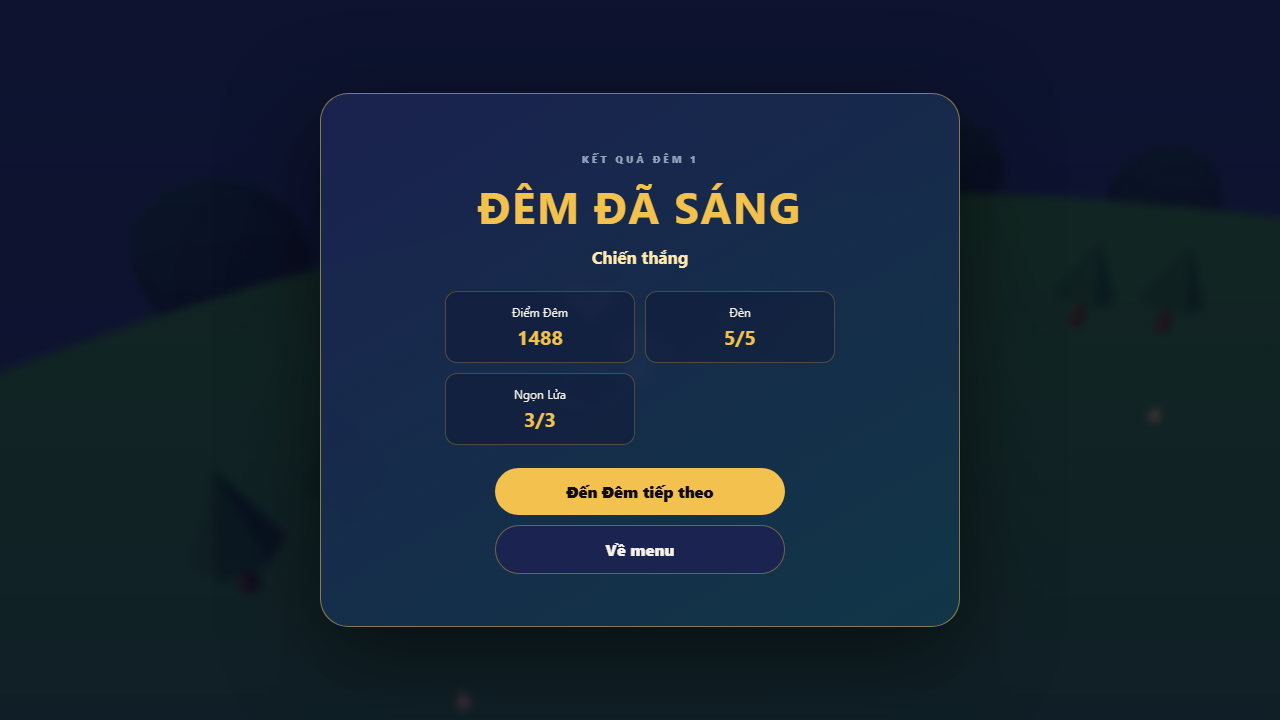 KẾT QUẢ ĐÊM 1
ĐÊM ĐÃ SÁNG
Chiến thắng
Điểm Đêm
1488
Đèn
5/5
Ngọn Lửa
3/3
Đến Đêm tiếp theo
Về menu